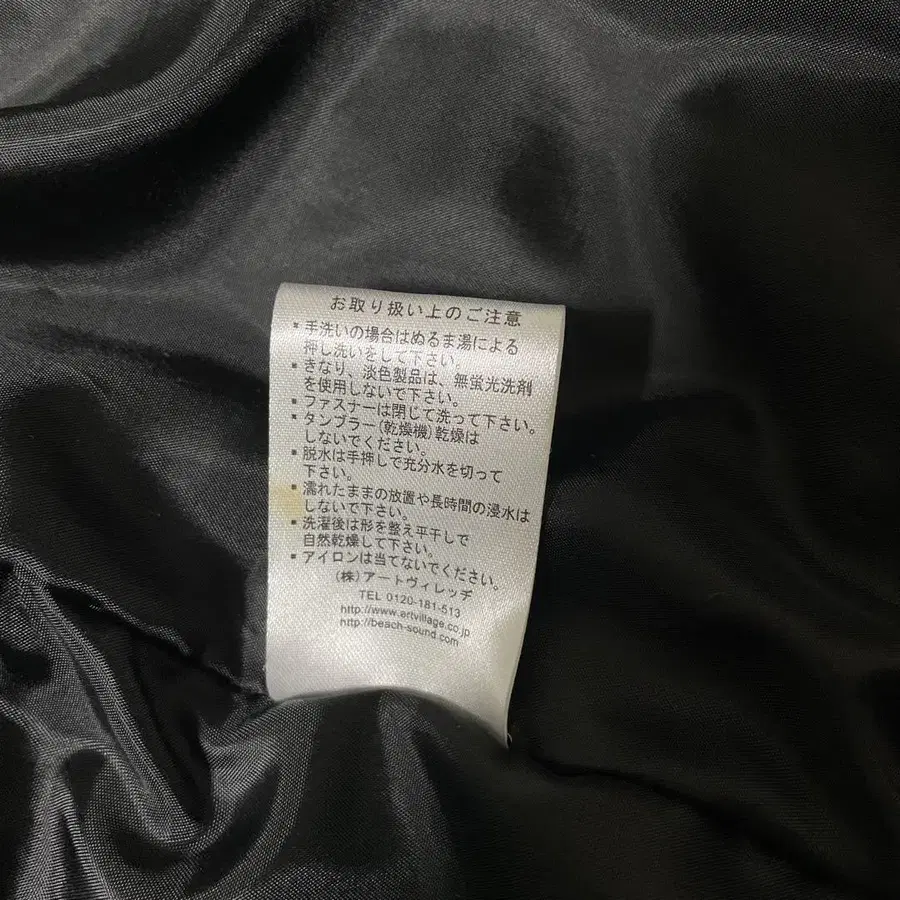 お取り扱い上のご注意
▪手洗いの場合はぬるま湯による
押し洗いをして下さい。
▪きなり、淡色製品は、無蛍光洗剤
を使用しないで下さい。
▪ファスナーは閉じて洗って下さい。
▪タンブラー(乾燥機)乾燥は
しないでください。
▪脱水は手押しで充分水を切って
下さい。
▪濡れたままの放置や長時間の浸水は
しないで下さい。
▪洗濯後は形を整え平干しで
自然乾燥して下さい。
▪アイロンは当てないでください。
(株)アートヴィレッヂ
TEL 0120-181-513
http://www.artvillage.co.jp
http://beach-sound.com